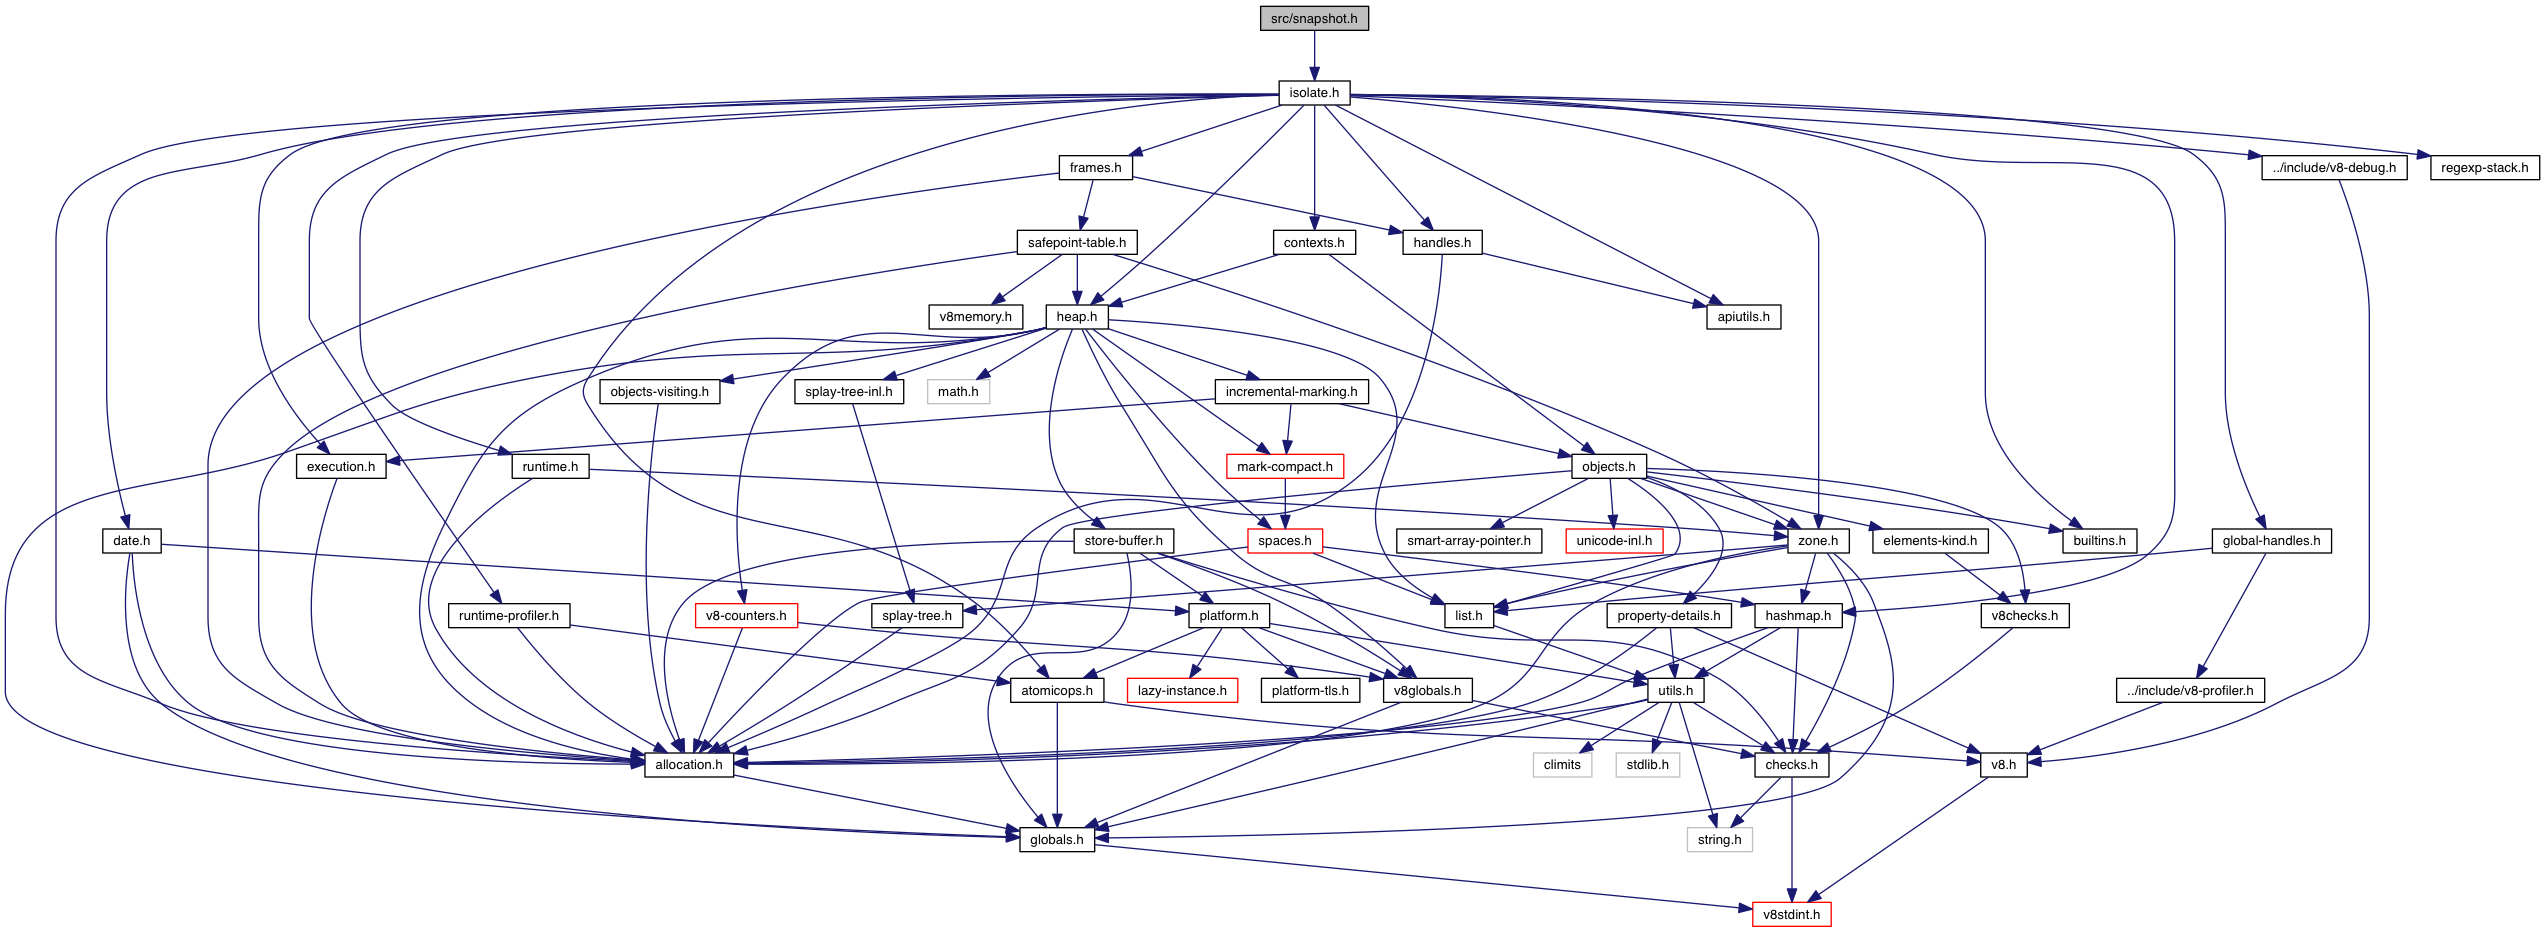 src/snapshot.h
isolate.h
frames.h
../include/v8-debug.h
regexp-stack.h
safepoint-table.h
contexts.h
handles.h
v8memory.h
heap.h
apiutils.h
objects-visiting.h
splay-tree-inl.h
math.h
incremental-marking.h
execution.h
runtime.h
mark-compact.h
objects.h
date.h
store-buffer.h
spaces.h
smart-array-pointer.h
unicode-inl.h
zone.h
elements-kind.h
builtins.h
global-handles.h
runtime-profiler.h
v8-counters.h
splay-tree.h
platform.h
list.h
property-details.h
hashmap.h
v8checks.h
atomicops.h
lazy-instance.h
platform-tls.h
v8globals.h
utils.h
../include/v8-profiler.h
allocation.h
climits
stdlib.h
checks.h
v8.h
globals.h
string.h
v8stdint.h